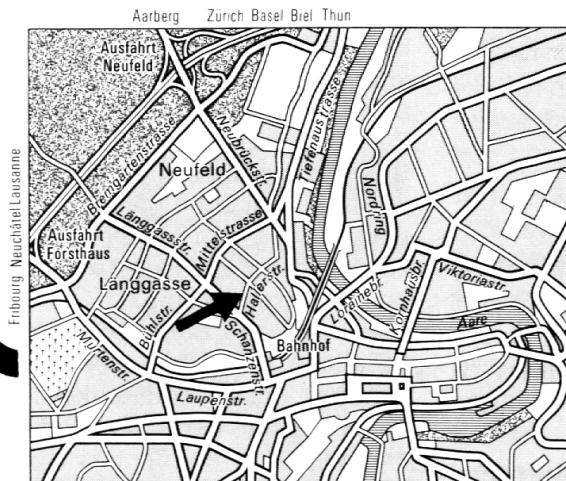 Aarberg Zürich Basel Biel Thun
Ausfahrt
Neufeld
Tiefenaustrasse
Neubrückstr.
Bremgartenstrasse
Neufeld
Nordring
Länggassstr.
Mittelstrasse
Fribourg Neuchâtel Lausanne
Ausfahrt
Forsthaus
Länggasse
Hallerstr.
Viktoriastr.
Lorrainebr.
Kornhausbr.
Bühlstr.
Schanzenstr.
Aare
Bahnhof
Murtenstr.
Laupenstr.